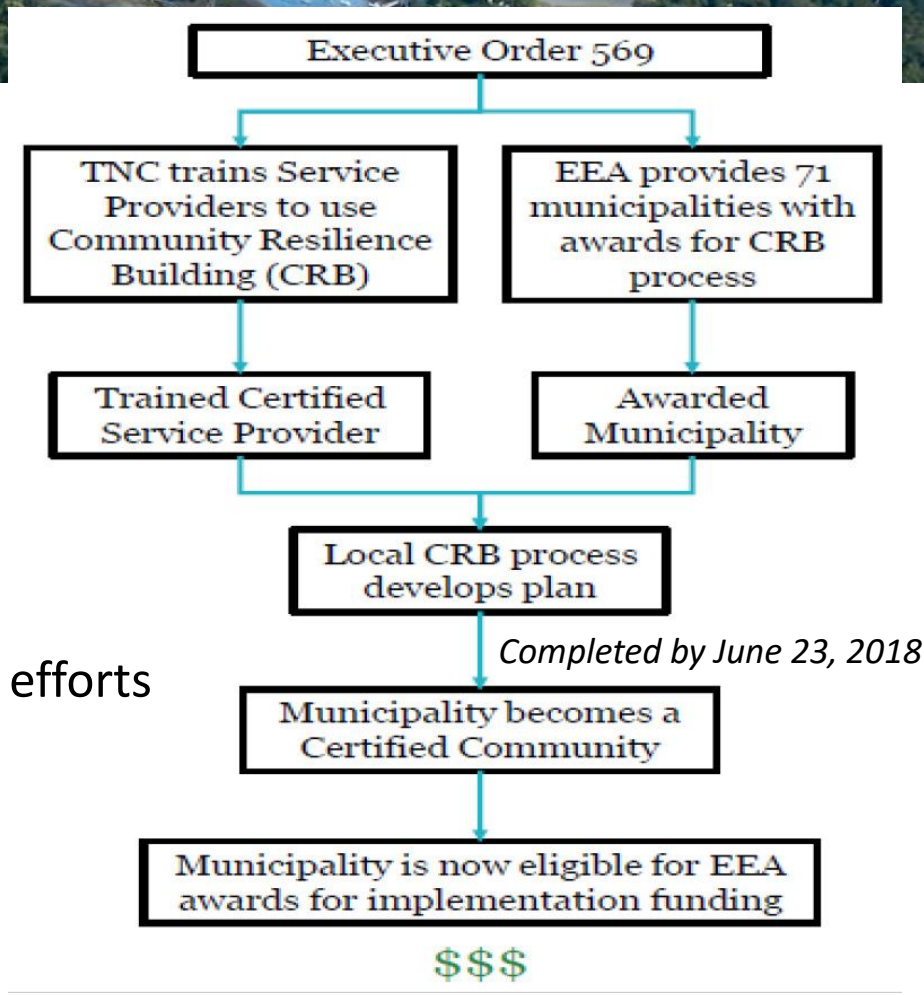 Executive Order 569
TNC trains Service
Providers to use
Community Resilience
Building (CRB)
EEA provides 71
municipalities with
awards for CRB
process
Trained Certified
Service Provider
Awarded
Municipality
Local CRB process
develops plan
Completed by June 23, 2018
efforts
Municipality becomes a
Certified Community
Municipality is now eligible for EEA
awards for implementation funding
$$$